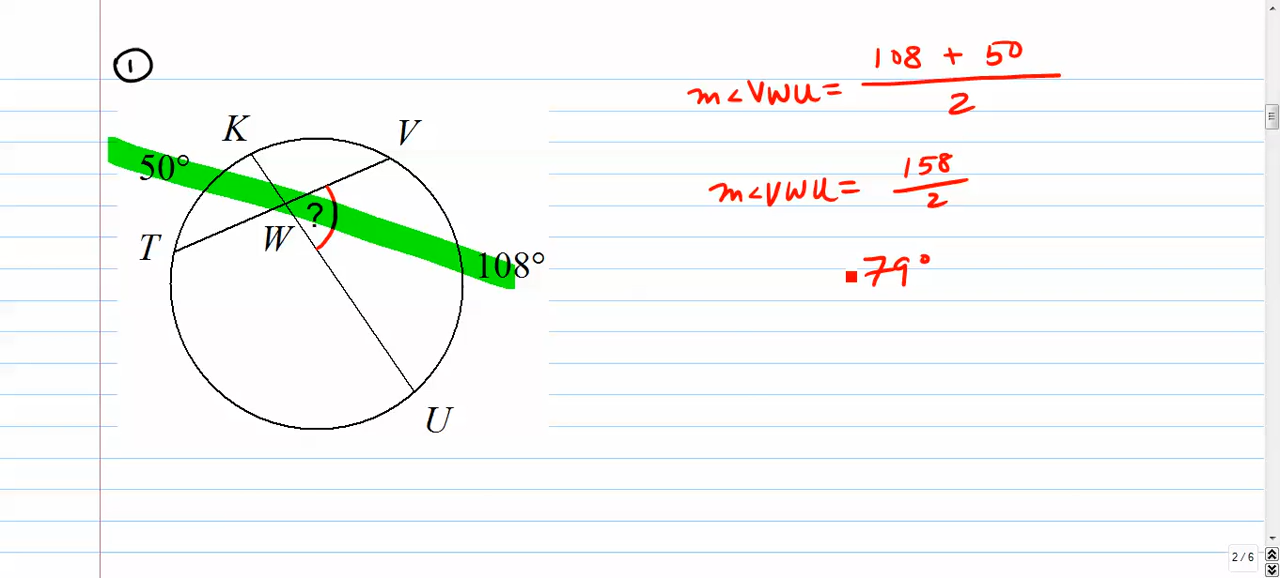 1
K
V
50°
?
T
W
108°
U
m<VWU = 108 + 50 / 2
m<VWU = 158 / 2
79°
2 / 6